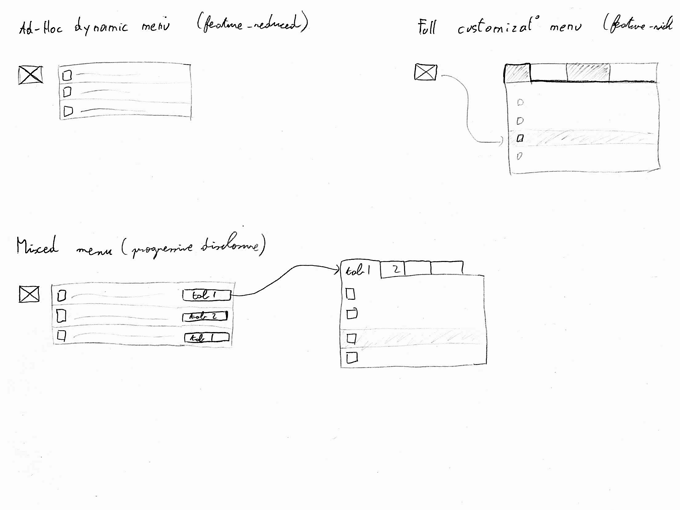 Ad-Hoc dynamic menu (feature-reduced)
Full customizat° menu (feature-rich
Mixed menu (progressive disclosure)
tab 1
tab 2
tab 1
tab 1 2